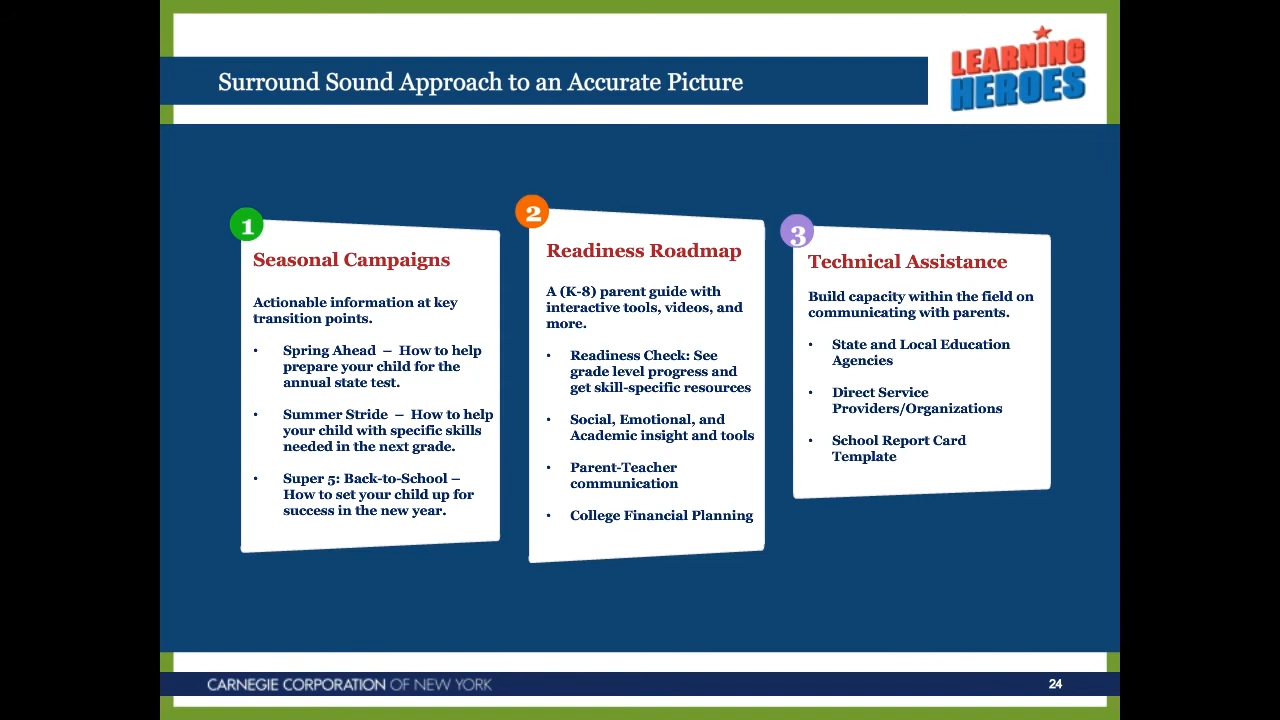 Surround Sound Approach to an Accurate Picture
LEARNING
HEROES
1
Seasonal Campaigns
Actionable information at key
transition points.
• Spring Ahead – How to help
prepare your child for the
annual state test.
• Summer Stride – How to help
your child with specific skills
needed in the next grade.
• Super 5: Back-to-School –
How to set your child up for
success in the new year.
2
Readiness Roadmap
A (K-8) parent guide with
interactive tools, videos, and
more.
• Readiness Check: See
grade level progress and
get skill-specific resources
• Social, Emotional, and
Academic insight and tools
• Parent-Teacher
communication
• College Financial Planning
3
Technical Assistance
Build capacity within the field on
communicating with parents.
• State and Local Education
Agencies
• Direct Service
Providers/Organizations
• School Report Card
Template
CARNEGIE CORPORATION OF NEW YORK
24